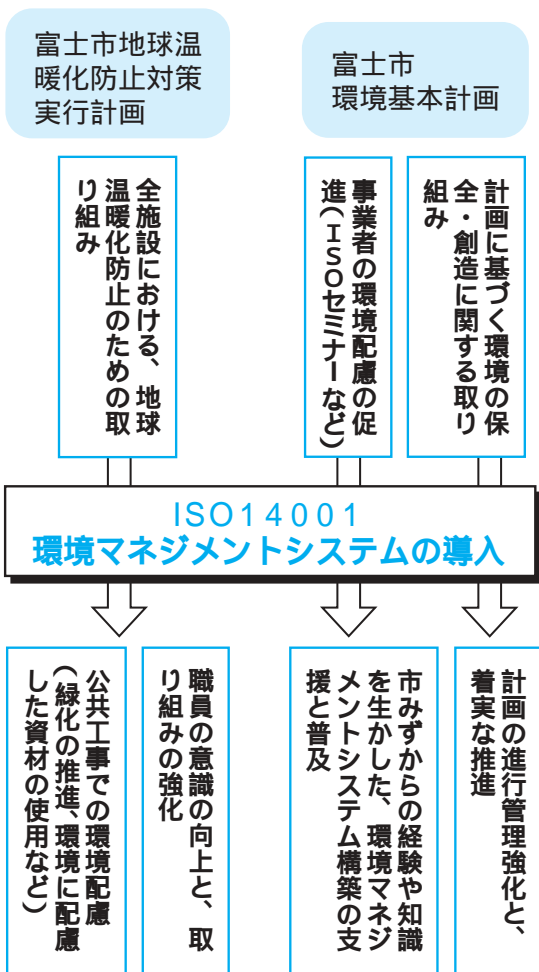 富士市地球温
暖化防止対策
実行計画
富士市
環境基本計画
全施設における、地球
温暖化防止のための取
り組み
事業者の環境配慮の促
進（ISOセミナーなど）
計画に基づく環境の保
全・創造に関する取り
組み
ISO14001
環境マネジメントシステムの導入
公共工事での環境配慮
（緑化の推進、環境に配慮
した資材の使用など）
職員の意識の向上と、取
り組みの強化
市みずからの経験や知識
を生かした、環境マネジ
メントシステム構築の支
援と普及
計画の進行管理強化と、
着実な推進